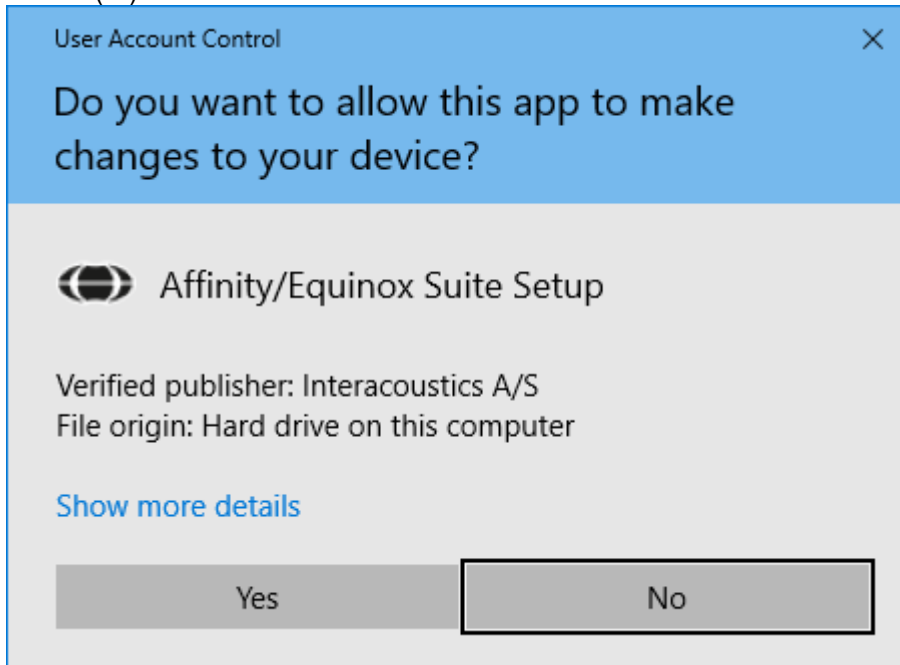 User Account Control
Do you want to allow this app to make
changes to your device?
Affinity/Equinox Suite Setup
Verified publisher: Interacoustics A/S
File origin: Hard drive on this computer
Show more details
Yes
No